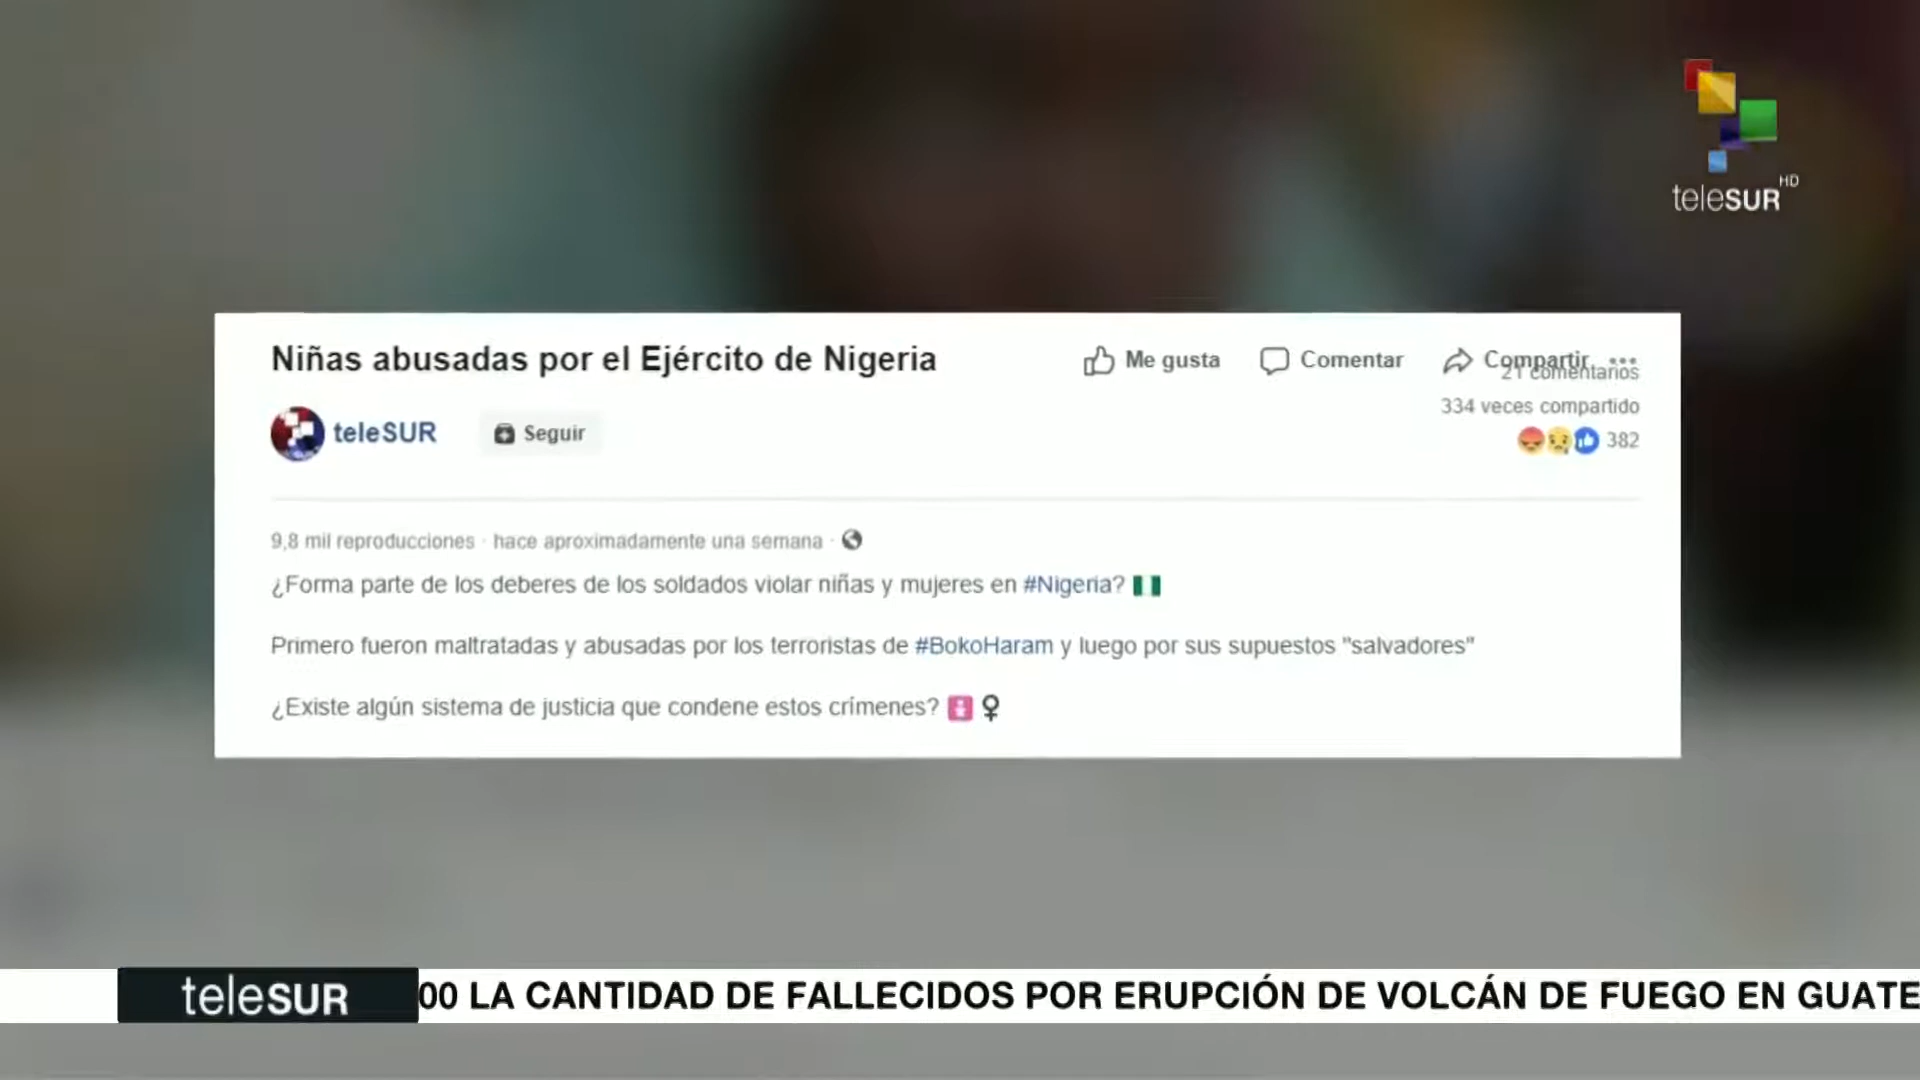 teleSUR HD
Niñas abusadas por el Ejército de Nigeria
Me gusta
Comentar
Compartir
21 comentarios
teleSUR
Seguir
334 veces compartido
382
9,8 mil reproducciones · hace aproximadamente una semana ·
¿Forma parte de los deberes de los soldados violar niñas y mujeres en #Nigeria?
Primero fueron maltratadas y abusadas por los terroristas de #BokoHaram y luego por sus supuestos "salvadores"
¿Existe algún sistema de justicia que condene estos crímenes? ♀
teleSUR
00 LA CANTIDAD DE FALLECIDOS POR ERUPCIÓN DE VOLCÁN DE FUEGO EN GUATE